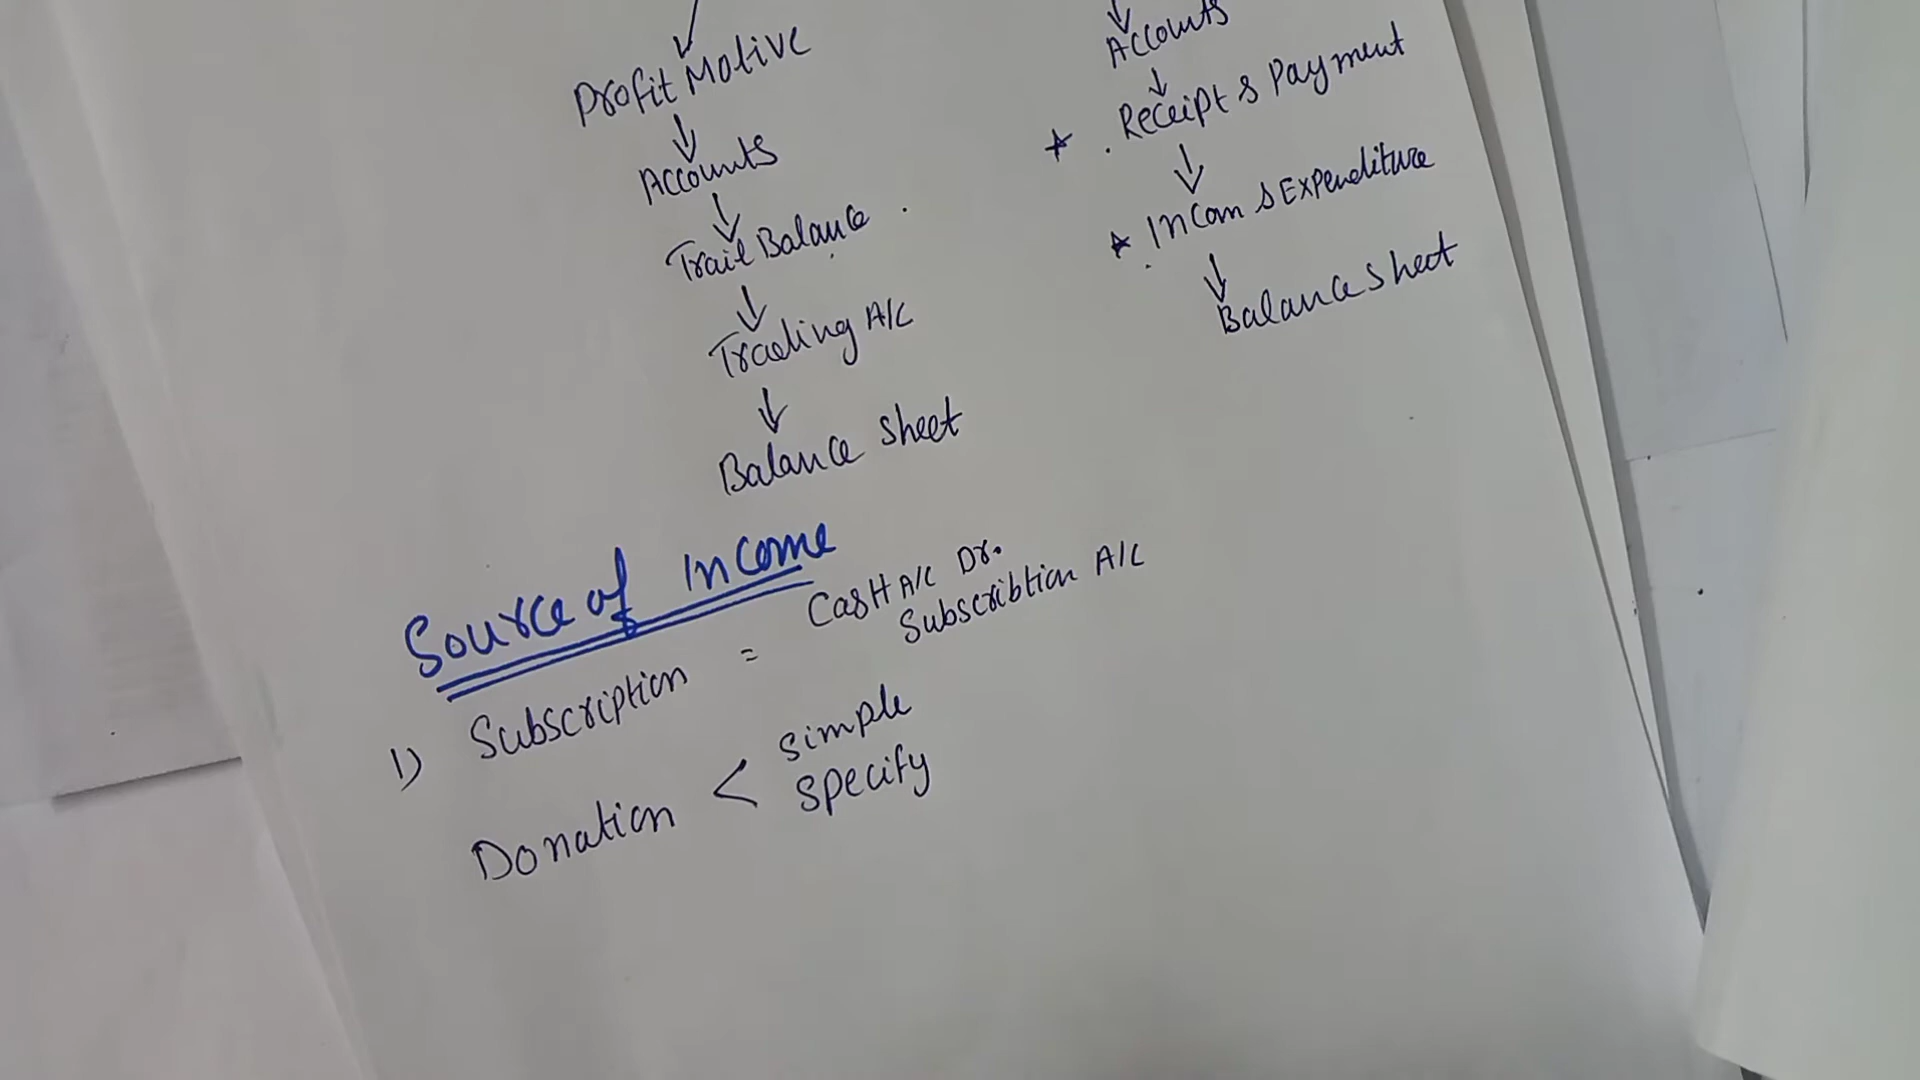 Profit Motive
↓
Accounts
↓
Trail Balance
↓
Trading A/C
↓
Balance Sheet
↓
Accounts
↓
★ Receipt & Payment
↓
★ Incom & Expenditure
↓
Balance sheet
Source of Income
1) Subscription = Cash A/C Dr.
Subscribtion A/C
Donation < simple
specify